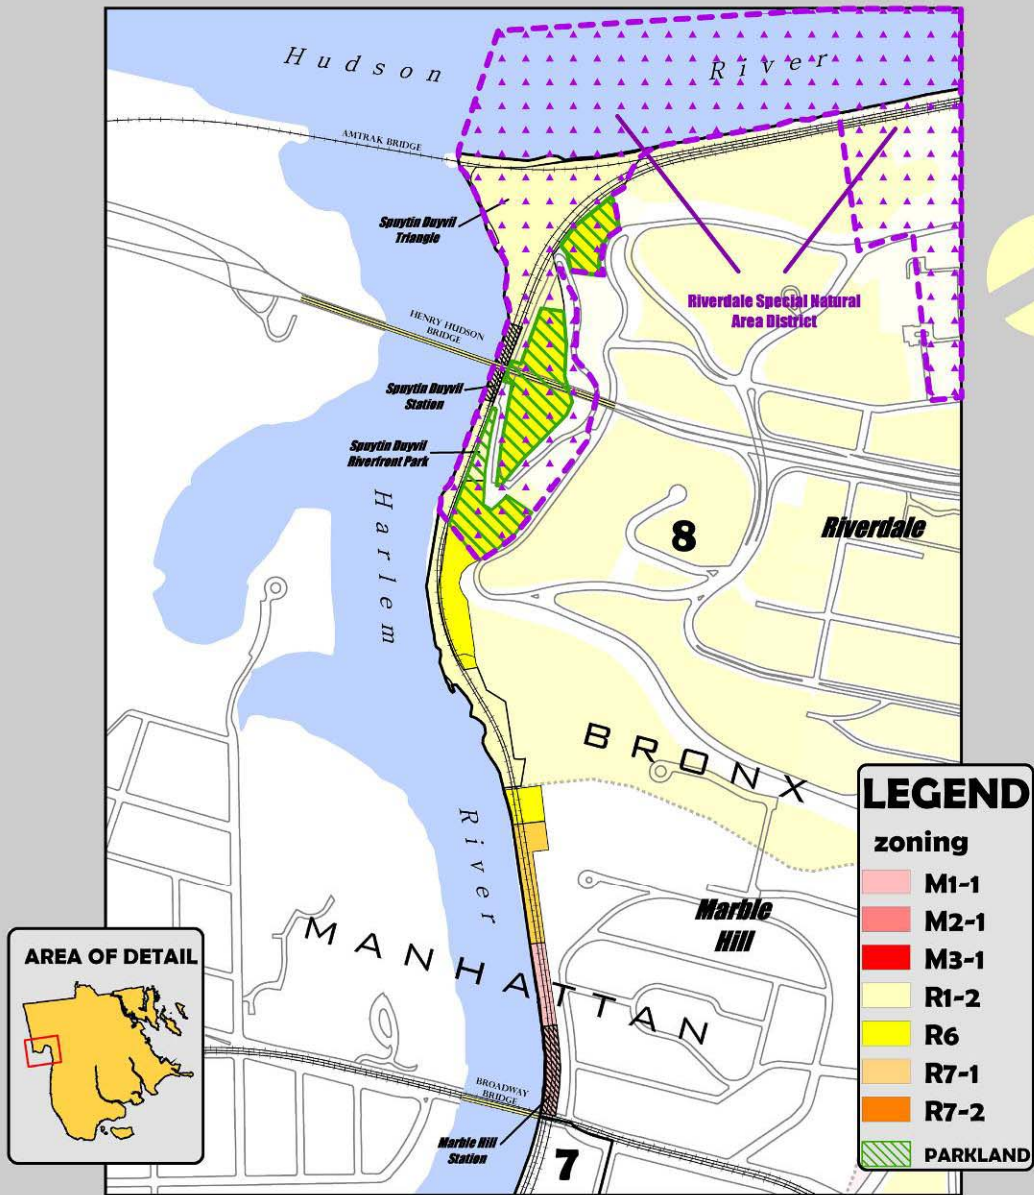 Hudson
River
AMTRAK BRIDGE
Spuytin Duyvil
Triangle
Riverdale Special Natural
Area District
HENRY HUDSON
BRIDGE
Spuytin Duyvil
Station
Spuytin Duyvil
Riverfront Park
Harlem
8
Riverdale
BRONX
River
Marble
Hill
MANHATTAN
BROADWAY
BRIDGE
Marble Hill
Station
7
AREA OF DETAIL
LEGEND
zoning
M1-1
M2-1
M3-1
R1-2
R6
R7-1
R7-2
PARKLAND